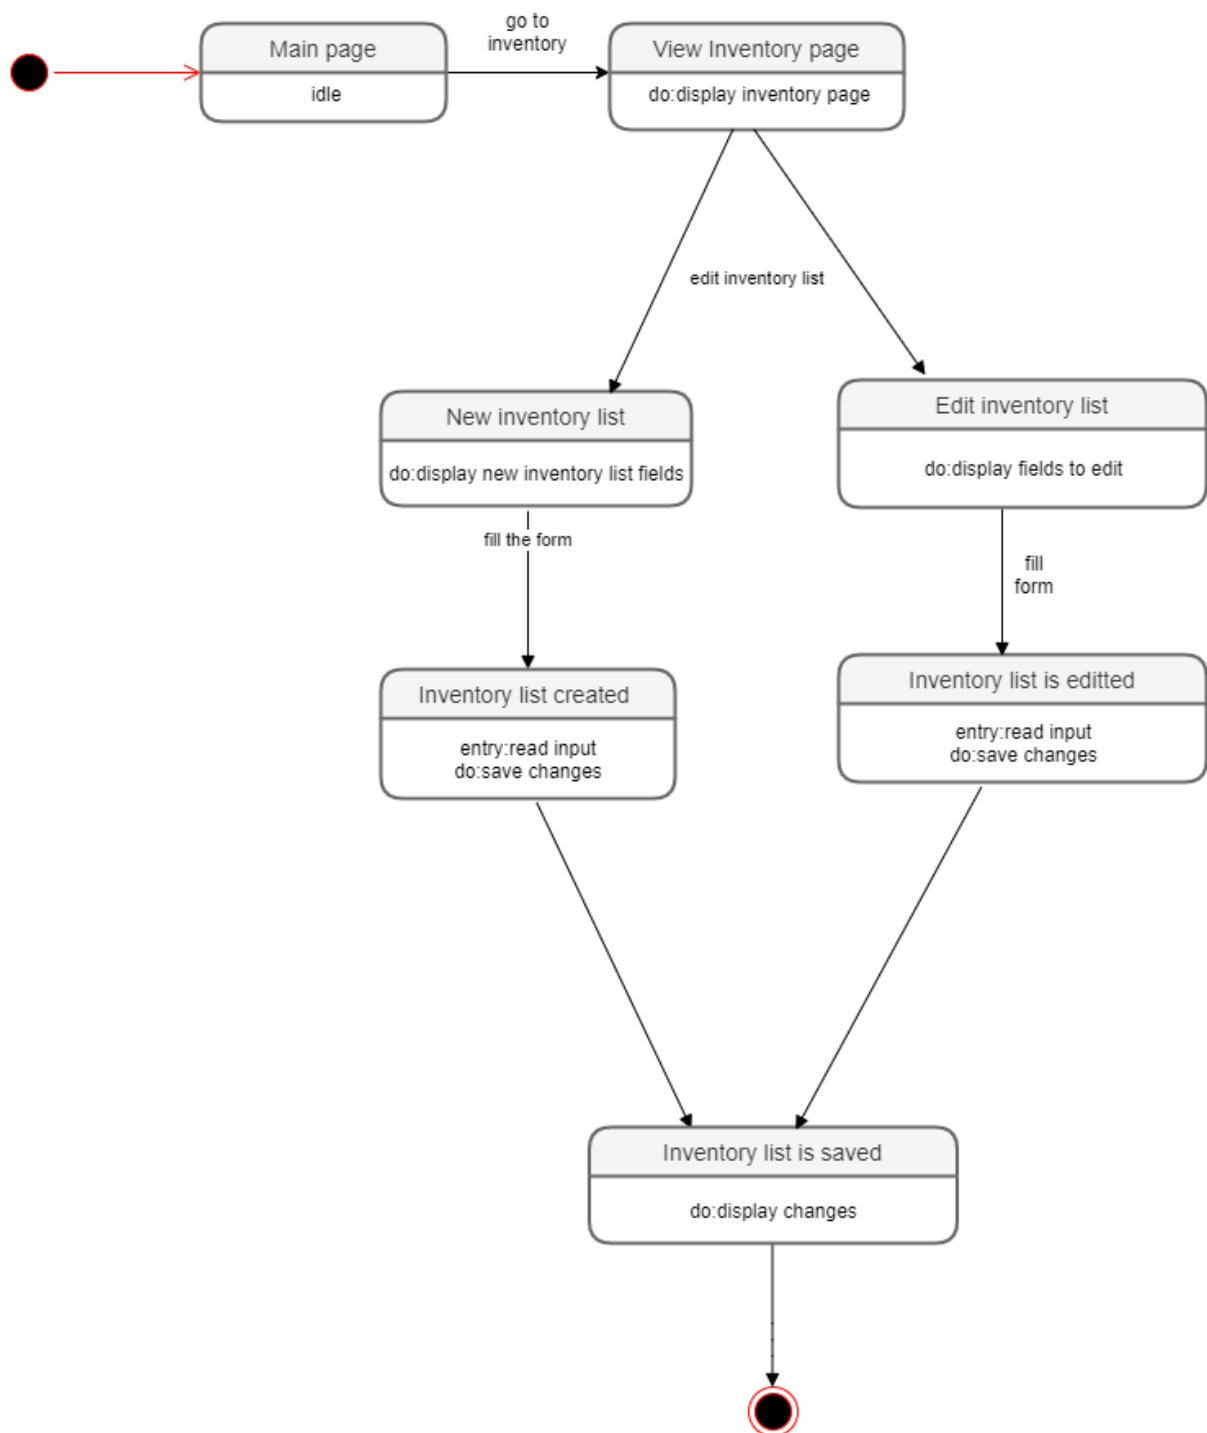 Main page
idle
go to
inventory
View Inventory page
do:display inventory page
edit inventory list
New inventory list
do:display new inventory list fields
Edit inventory list
do:display fields to edit
fill the form
fill
form
Inventory list created
entry:read input
do:save changes
Inventory list is editted
entry:read input
do:save changes
Inventory list is saved
do:display changes